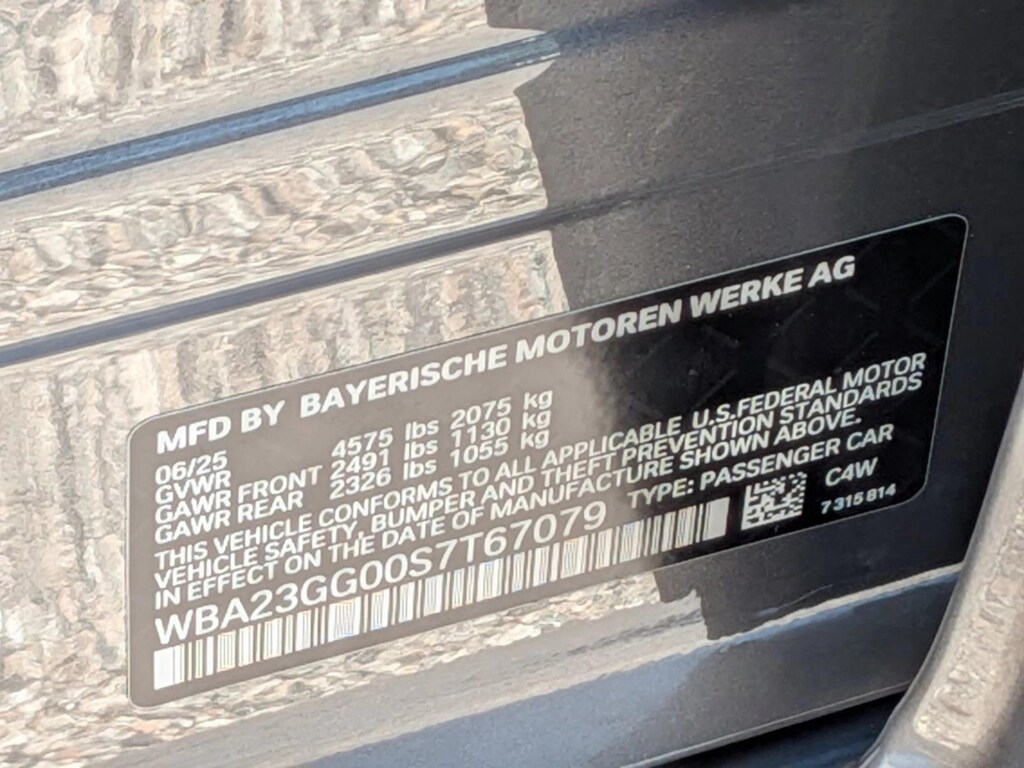 MFD BY BAYERISCHE MOTOREN WERKE AG
06/25
GVWR 4575 lbs 2075 kg
GAWR FRONT 2491 lbs 1130 kg
GAWR REAR 2326 lbs 1055 kg
THIS VEHICLE CONFORMS TO ALL APPLICABLE U.S.FEDERAL MOTOR
VEHICLE SAFETY, BUMPER AND THEFT PREVENTION STANDARDS
IN EFFECT ON THE DATE OF MANUFACTURE SHOWN ABOVE.
WBA23GG00S7T67079 TYPE: PASSENGER CAR
C4W
7 315 814